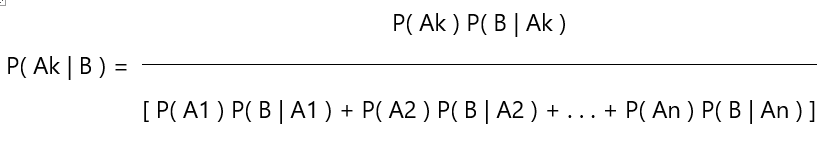 P( Ak ) P( B | Ak )
P( Ak | B ) =
[ P( A1 ) P( B | A1 ) + P( A2 ) P( B | A2 ) + . . . + P( An ) P( B | An ) ]